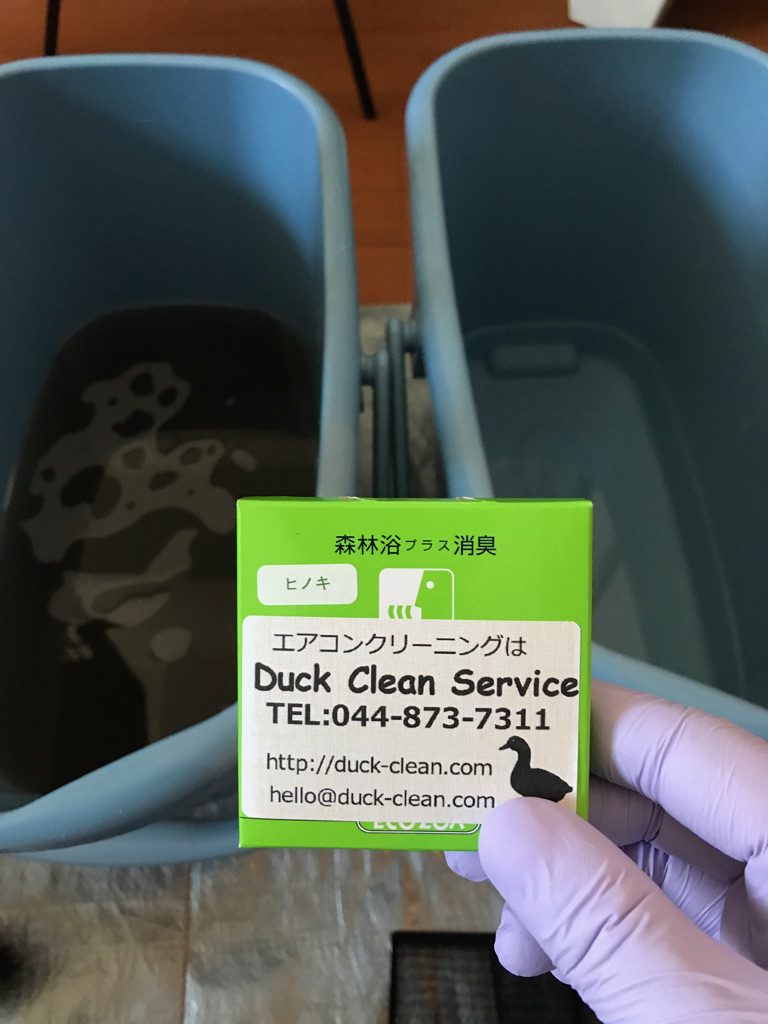 森林浴プラス消臭
ヒノキ
エアコンクリーニングは
Duck Clean Service
TEL:044-873-7311
http://duck-clean.com
hello@duck-clean.com